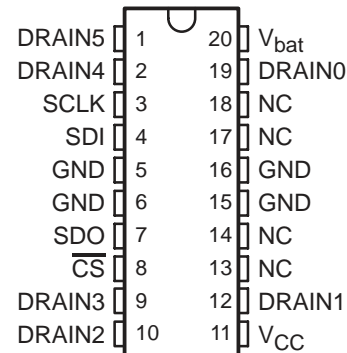 DRAIN5 1 20 Vbat
DRAIN4 2 19 DRAIN0
SCLK 3 18 NC
SDI 4 17 NC
GND 5 16 GND
GND 6 15 GND
SDO 7 14 NC
C̅S̅ 8 13 NC
DRAIN3 9 12 DRAIN1
DRAIN2 10 11 VCC